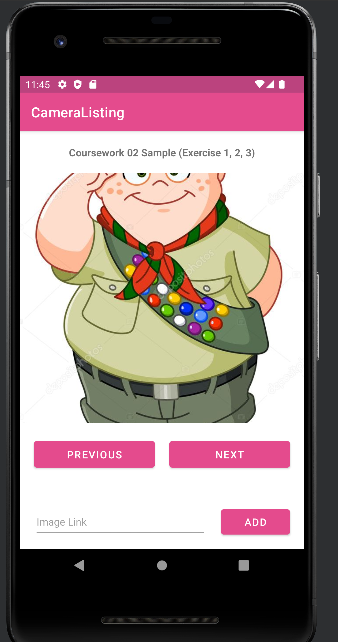 11:45
CameraListing
Coursework 02 Sample (Exercise 1, 2, 3)
PREVIOUS
NEXT
Image Link
ADD